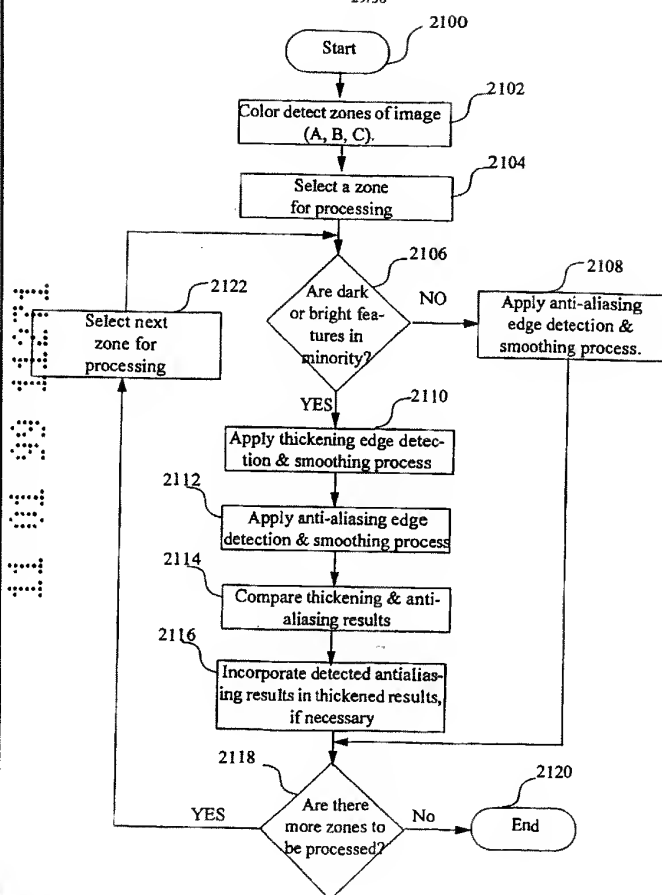 2100
Start
2102
Color detect zones of image
(A, B, C).
2104
Select a zone
for processing
2106
Are dark
or bright fea-
tures in
minority?
NO
2108
Apply anti-aliasing
edge detection &
smoothing process.
2122
Select next
zone for
processing
YES
2110
Apply thickening edge detec-
tion & smoothing process
2112
Apply anti-aliasing edge
detection & smoothing process
2114
Compare thickening & anti-
aliasing results
2116
Incorporate detected antialias-
ing results in thickened results,
if necessary
2118
Are there
more zones to
be processed?
YES
No
2120
End
11 01 99